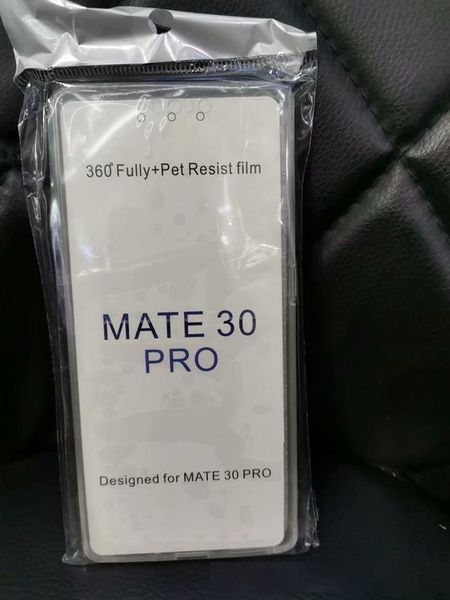 360° Fully+Pet Resist film
MATE 30
PRO
Designed for MATE 30 PRO